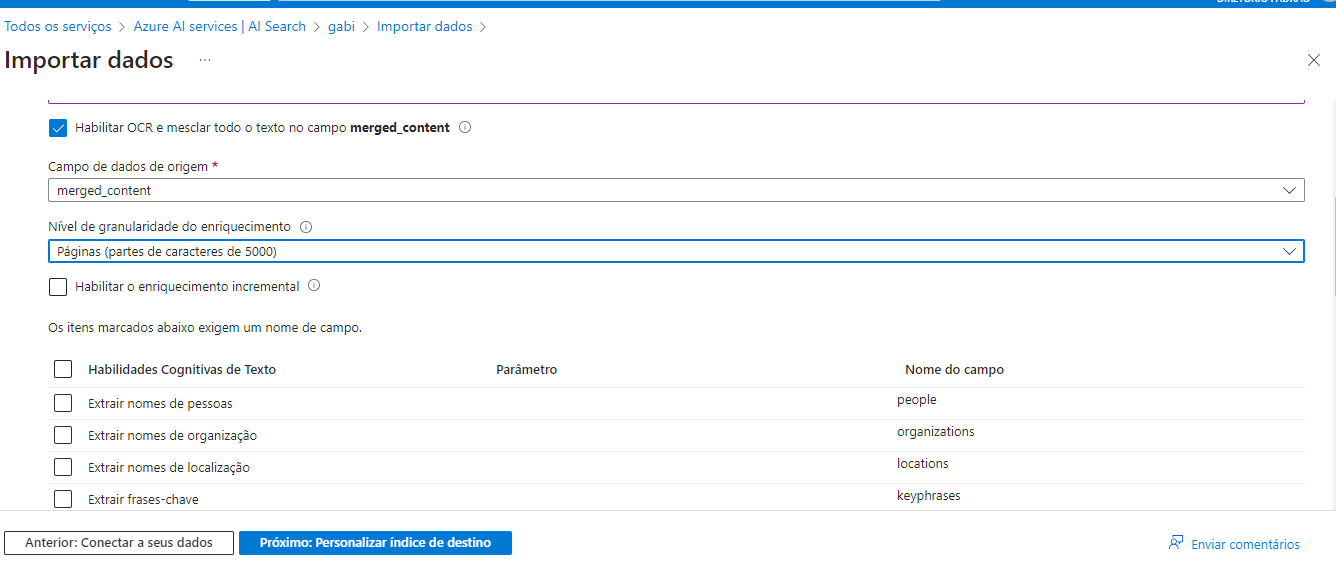 DIRETÓRIO PADRÃO
Todos os serviços > Azure AI services | AI Search > gabi > Importar dados >
Importar dados ...
Habilitar OCR e mesclar todo o texto no campo merged_content
Campo de dados de origem *
merged_content
Nível de granularidade do enriquecimento
Páginas (partes de caracteres de 5000)
Habilitar o enriquecimento incremental
Os itens marcados abaixo exigem um nome de campo.
Habilidades Cognitivas de Texto Parâmetro Nome do campo
Extrair nomes de pessoas people
Extrair nomes de organização organizations
Extrair nomes de localização locations
Extrair frases-chave keyphrases
Anterior: Conectar a seus dados Próximo: Personalizar índice de destino Enviar comentários